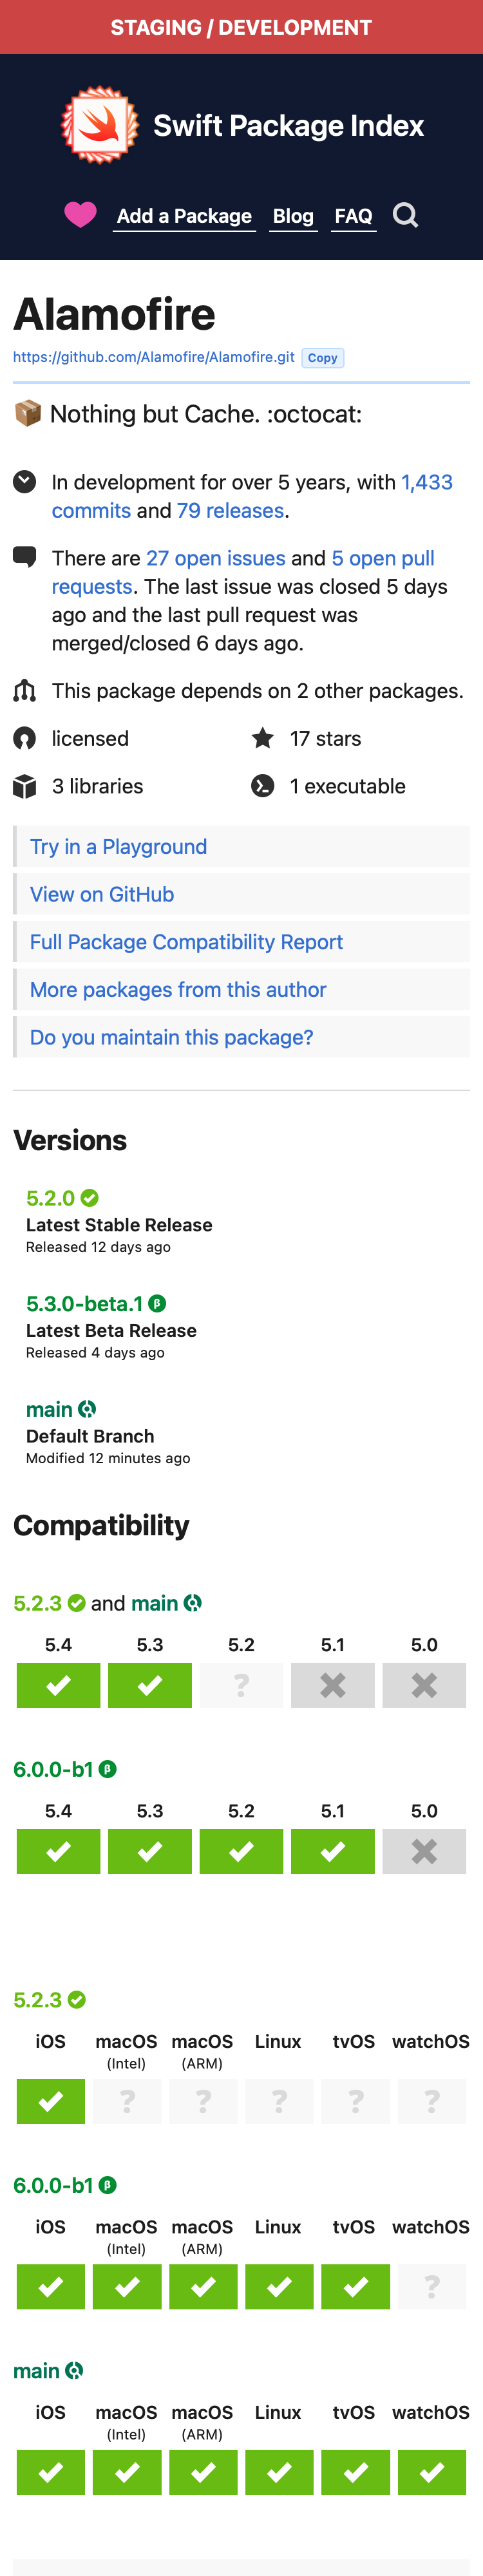 STAGING / DEVELOPMENT
Swift Package Index
Add a Package Blog FAQ
Alamofire
https://github.com/Alamofire/Alamofire.git Copy
📦 Nothing but Cache. :octocat:
In development for over 5 years, with 1,433
commits and 79 releases.
There are 27 open issues and 5 open pull
requests. The last issue was closed 5 days
ago and the last pull request was
merged/closed 6 days ago.
This package depends on 2 other packages.
licensed 17 stars
3 libraries 1 executable
Try in a Playground
View on GitHub
Full Package Compatibility Report
More packages from this author
Do you maintain this package?
Versions
5.2.0
Latest Stable Release
Released 12 days ago
5.3.0-beta.1 β
Latest Beta Release
Released 4 days ago
main
Default Branch
Modified 12 minutes ago
Compatibility
5.2.3 and main
5.4 5.3 5.2 5.1 5.0
?
6.0.0-b1 β
5.4 5.3 5.2 5.1 5.0
5.2.3
iOS macOS macOS Linux tvOS watchOS
(Intel) (ARM)
? ? ? ? ?
6.0.0-b1 β
iOS macOS macOS Linux tvOS watchOS
(Intel) (ARM)
?
main
iOS macOS macOS Linux tvOS watchOS
(Intel) (ARM)